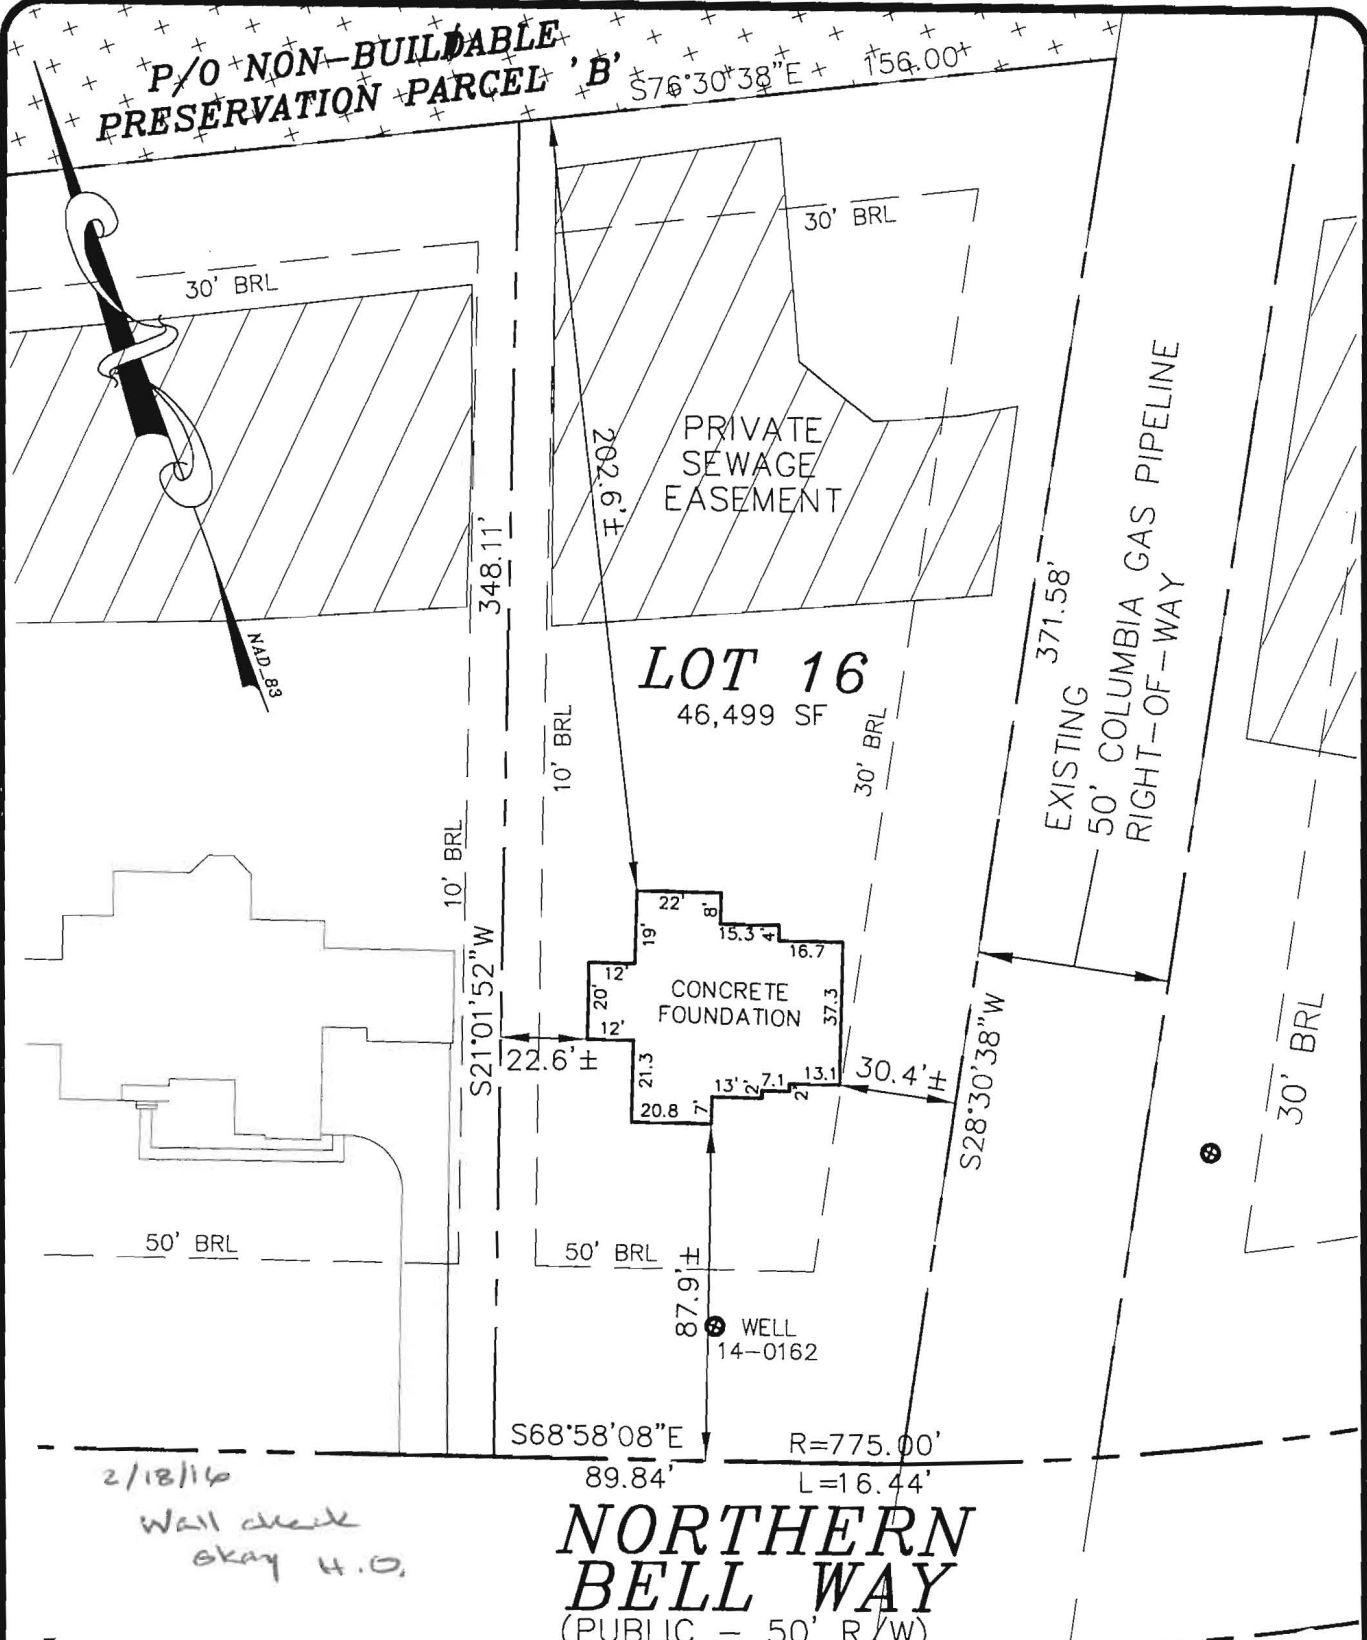 P/O NON-BUILDABLE
PRESERVATION PARCEL 'B'
S76°30'38"E 156.00'
30' BRL
30' BRL
PRIVATE
SEWAGE
EASEMENT
202.6'±
348.11'
371.58'
EXISTING
50' COLUMBIA GAS PIPELINE
RIGHT-OF-WAY
NAD_83
LOT 16
46,499 SF
10' BRL
30' BRL
10' BRL
22'
8'
15.3
4'
16.7
19'
12'
20'
12'
CONCRETE
FOUNDATION
37.3
S21°01'52"W
22.6'±
21.3
20.8
7'
13'
2'
7.1
2'
13.1
30.4'±
S28°30'38"W
30' BRL
50' BRL
50' BRL
87.9'±
WELL
14-0162
S68°58'08"E
89.84'
R=775.00'
L=16.44'
2/18/16
Wall check
okay H.O.
NORTHERN
BELL WAY
(PUBLIC - 50' R/W)